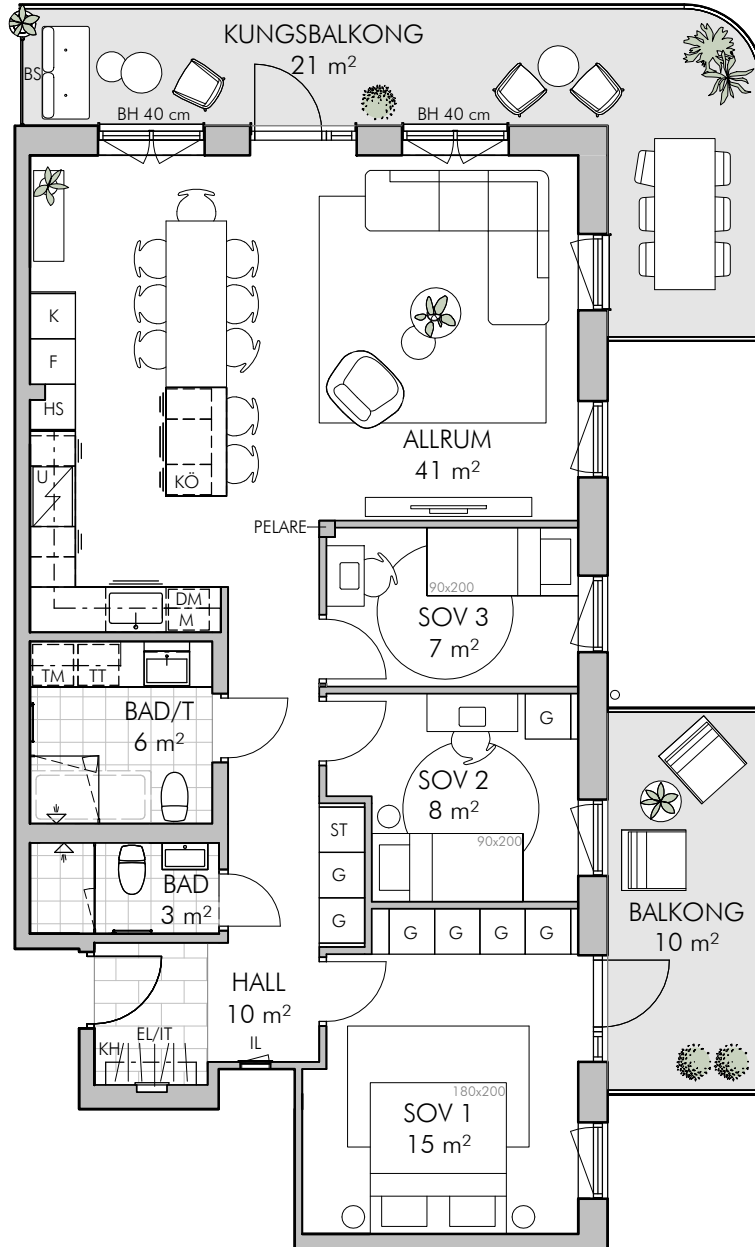 KUNGSBALKONG
21 m²
BS
BH 40 cm
BH 40 cm
K
F
HS
U
KÖ
ALLRUM
41 m²
PELARE
DM
M
90x200
SOV 3
7 m²
TM
TT
BAD/T
6 m²
G
SOV 2
8 m²
90x200
ST
G
G
BAD
3 m²
G
G
G
G
BALKONG
10 m²
HALL
10 m²
KH
EL/IT
IL
180x200
SOV 1
15 m²